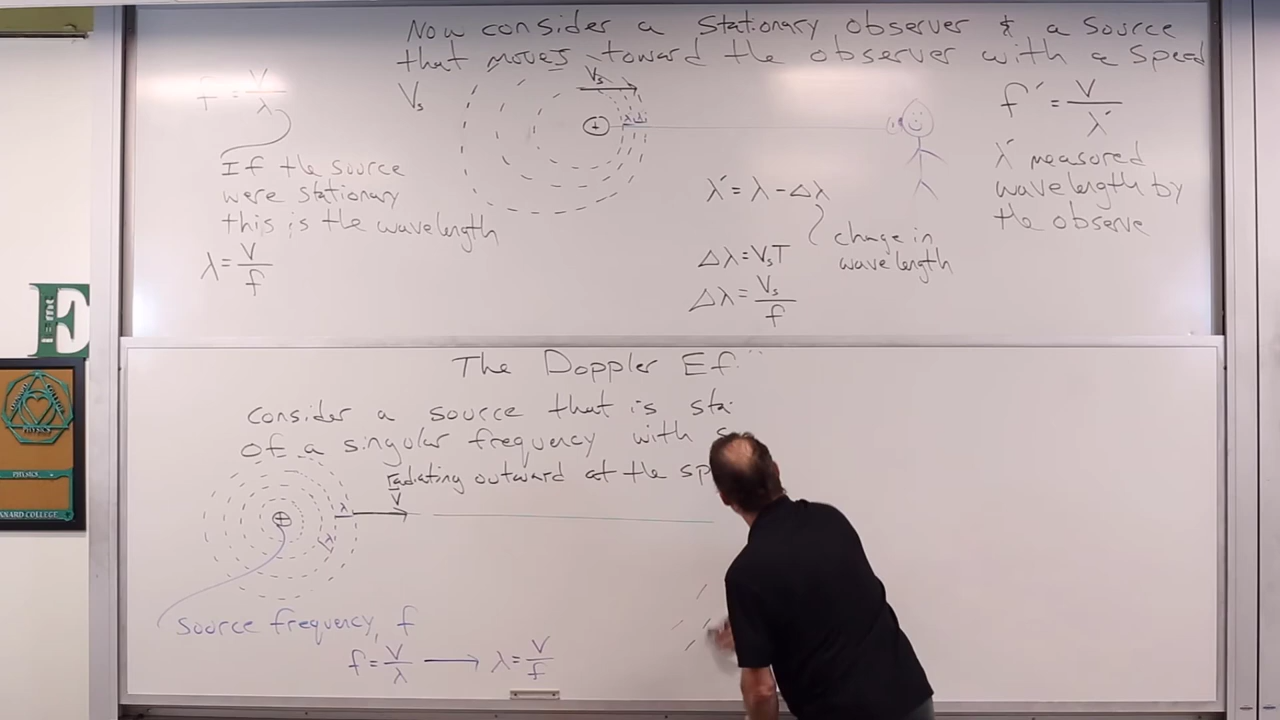 Now consider a stationary observer & a source
that moves toward the observer with a speed
Vs
f = V/λ
If the source
were stationary
this is the wavelength
λ = V/f
Vs
λ Δλ
λ' = λ - Δλ
change in
wavelength
Δλ = VsT
Δλ = Vs/f
f' = V/λ'
λ' measured
wavelength by
the observe
The Doppler Ef
Consider a source that is sta
of a singular frequency with s
radiating outward at the sp
V
λ
λ
Source frequency, f
f = V/λ → λ = V/f
E
PHYSICS
PHYSICS